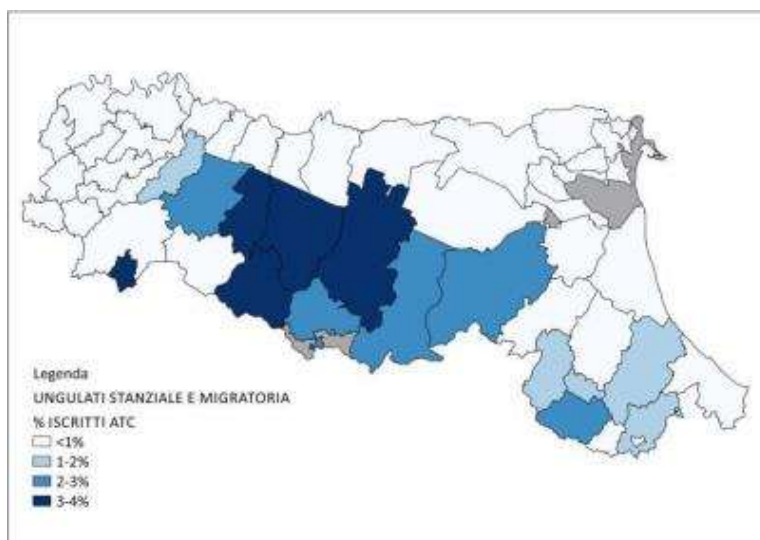 Legenda
UNGULATI STANZIALE E MIGRATORIA
% ISCRITTI ATC
<1%
1-2%
2-3%
3-4%